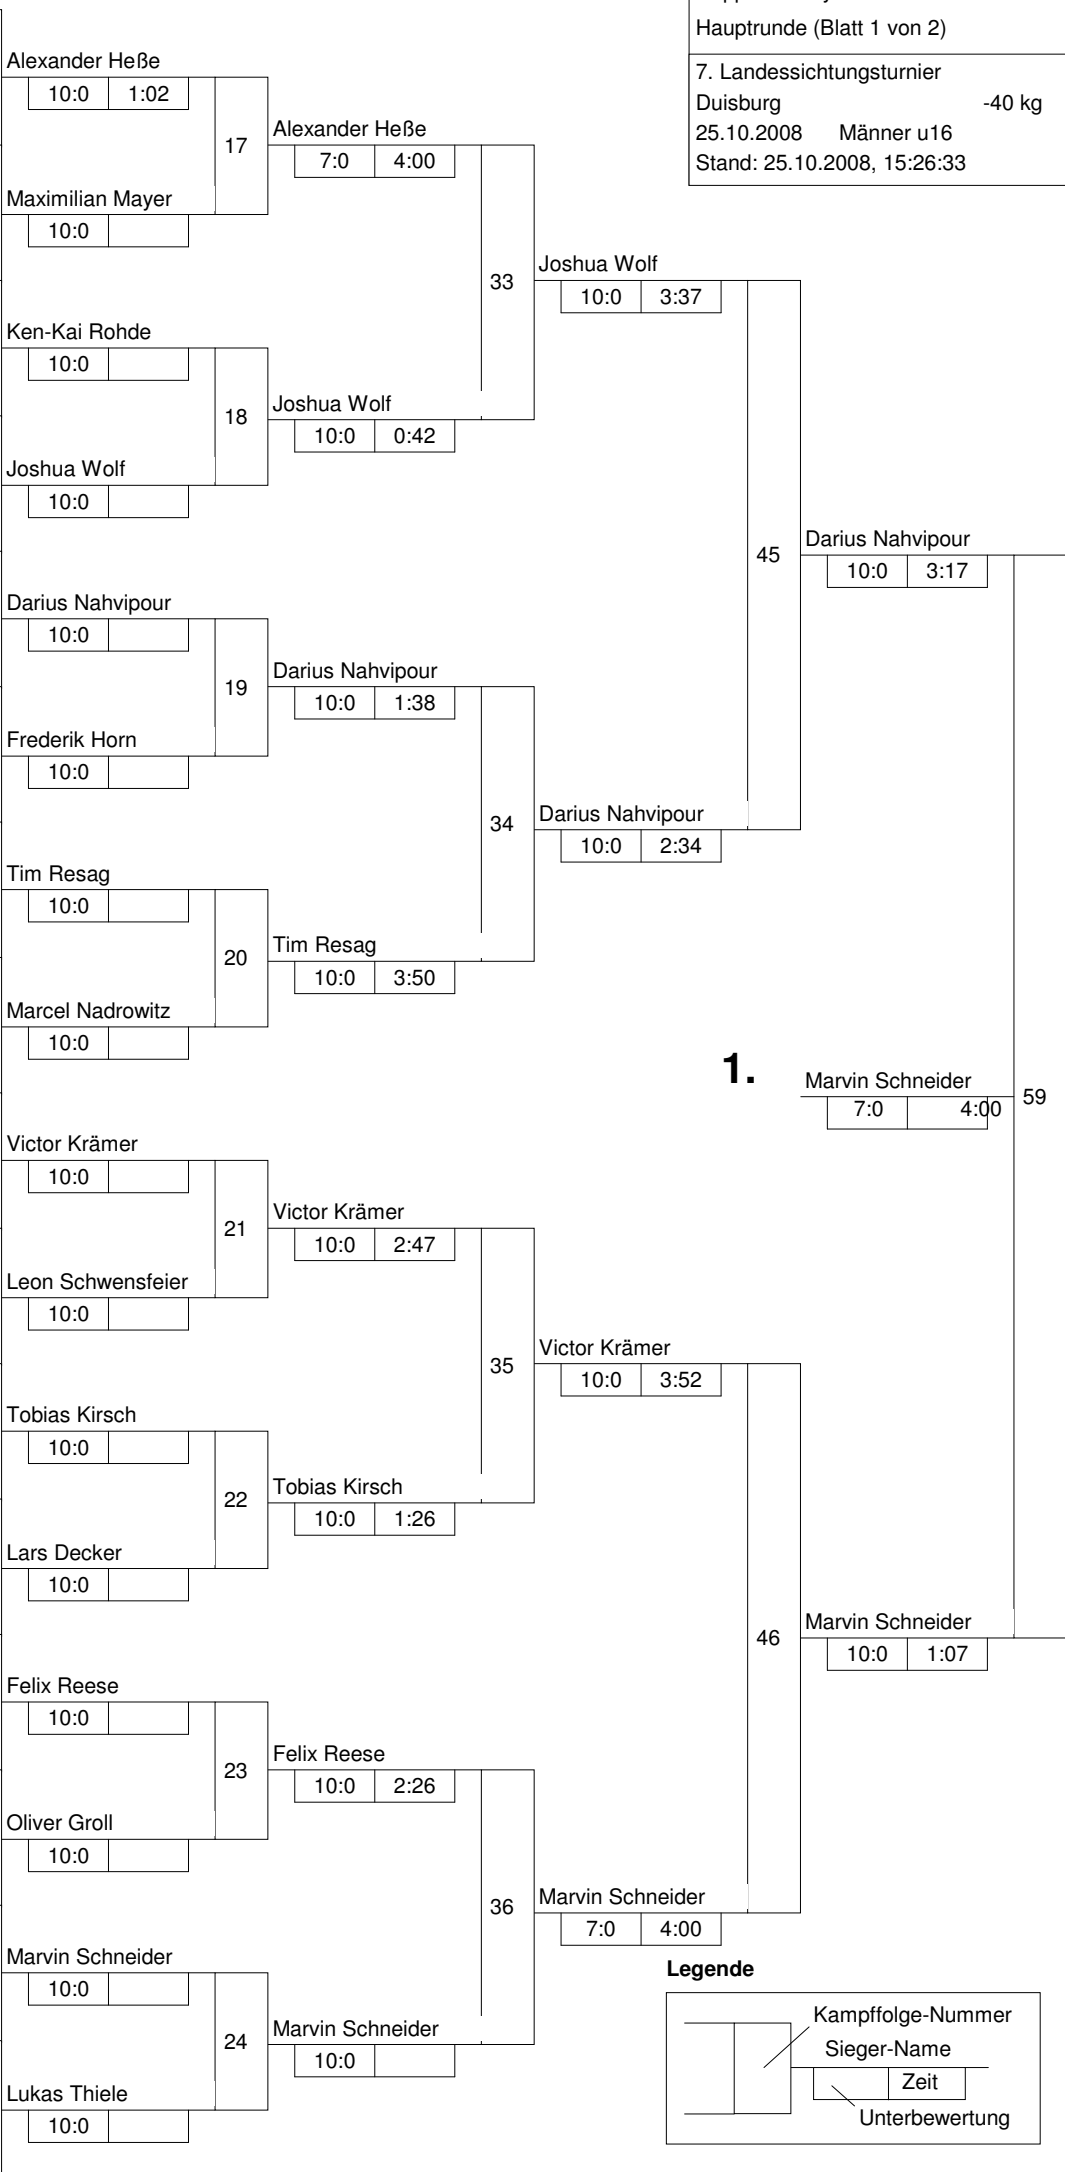 Hauptrunde (Blatt 1 von 2)
7. Landessichtungsturnier
Duisburg -40 kg
25.10.2008 Männer u16
Stand: 25.10.2008, 15:26:33
Alexander Heße
10:0 1:02
17
Maximilian Mayer
10:0
Alexander Heße
7:0 4:00
33
Ken-Kai Rohde
10:0
18
Joshua Wolf
10:0
Joshua Wolf
10:0 0:42
Joshua Wolf
10:0 3:37
45
Darius Nahvipour
10:0
19
Frederik Horn
10:0
Darius Nahvipour
10:0 1:38
34
Tim Resag
10:0
20
Marcel Nadrowitz
10:0
Tim Resag
10:0 3:50
Darius Nahvipour
10:0 2:34
Darius Nahvipour
10:0 3:17
1.
Marvin Schneider
7:0 4:00
59
Victor Krämer
10:0
21
Leon Schwensfeier
10:0
Victor Krämer
10:0 2:47
35
Tobias Kirsch
10:0
22
Lars Decker
10:0
Tobias Kirsch
10:0 1:26
Victor Krämer
10:0 3:52
46
Marvin Schneider
10:0 1:07
Felix Reese
10:0
23
Oliver Groll
10:0
Felix Reese
10:0 2:26
36
Marvin Schneider
10:0
24
Lukas Thiele
10:0
Marvin Schneider
10:0
Marvin Schneider
7:0 4:00
Legende
Kampffolge-Nummer
Sieger-Name
Zeit
Unterbewertung